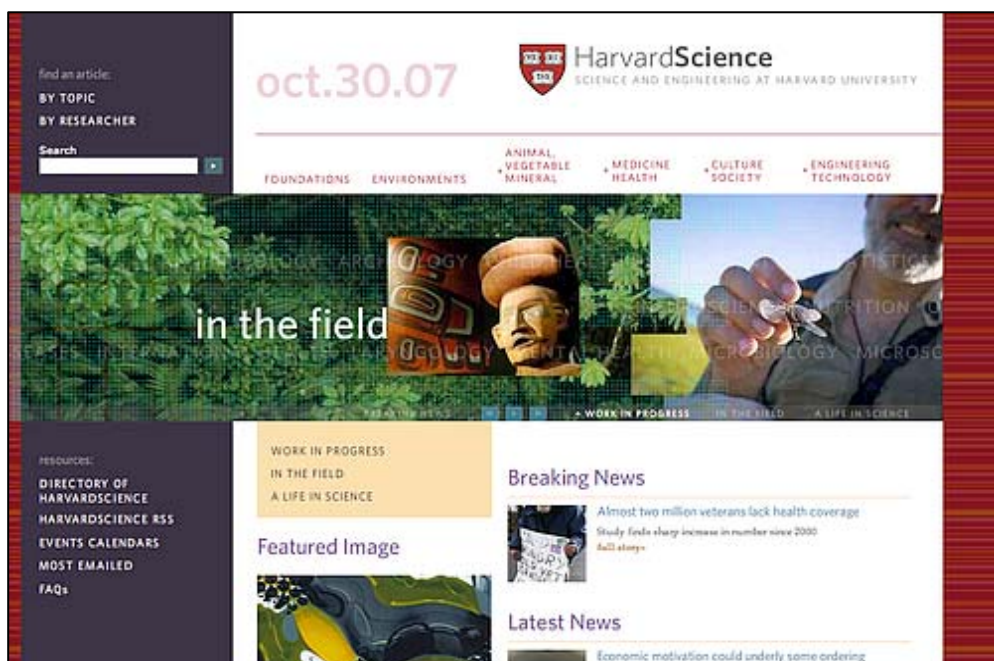 find an article:
BY TOPIC
BY RESEARCHER
Search
oct.30.07
HarvardScience
SCIENCE AND ENGINEERING AT HARVARD UNIVERSITY
FOUNDATIONS
ENVIRONMENTS
ANIMAL,
VEGETABLE
MINERAL
MEDICINE
HEALTH
CULTURE
SOCIETY
ENGINEERING
TECHNOLOGY
in the field
NUTRITION
MENTAL HEALTH MICROBIOLOGY
BREAKING NEWS
WORK IN PROGRESS
IN THE FIELD
A LIFE IN SCIENCE
resources:
DIRECTORY OF
HARVARDSCIENCE
HARVARDSCIENCE RSS
EVENTS CALENDARS
MOST EMAILED
FAQs
WORK IN PROGRESS
IN THE FIELD
A LIFE IN SCIENCE
Featured Image
Breaking News
Almost two million veterans lack health coverage
Study finds sharp increase in number since 2000
full story
Latest News
Economic motivation could underly some ordering